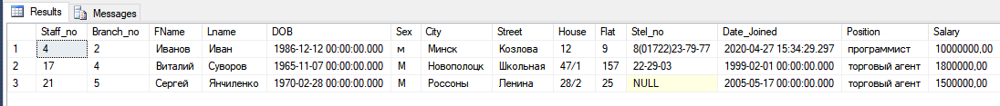 Results Messages
Staff_no Branch_no FName Lname DOB Sex City Street House Flat Stel_no Date_Joined Position Salary
1 4 2 Иванов Иван 1986-12-12 00:00:00.000 м Минск Козлова 12 9 8(01722)23-79-77 2020-04-27 15:34:29.297 программист 10000000,00
2 17 4 Виталий Суворов 1965-11-07 00:00:00.000 М Новополоцк Школьная 47/1 157 22-29-03 1999-02-01 00:00:00.000 торговый агент 1800000,00
3 21 5 Сергей Янчиленко 1970-02-28 00:00:00.000 М Россоны Ленина 28/2 25 NULL 2005-05-17 00:00:00.000 торговый агент 1500000,00